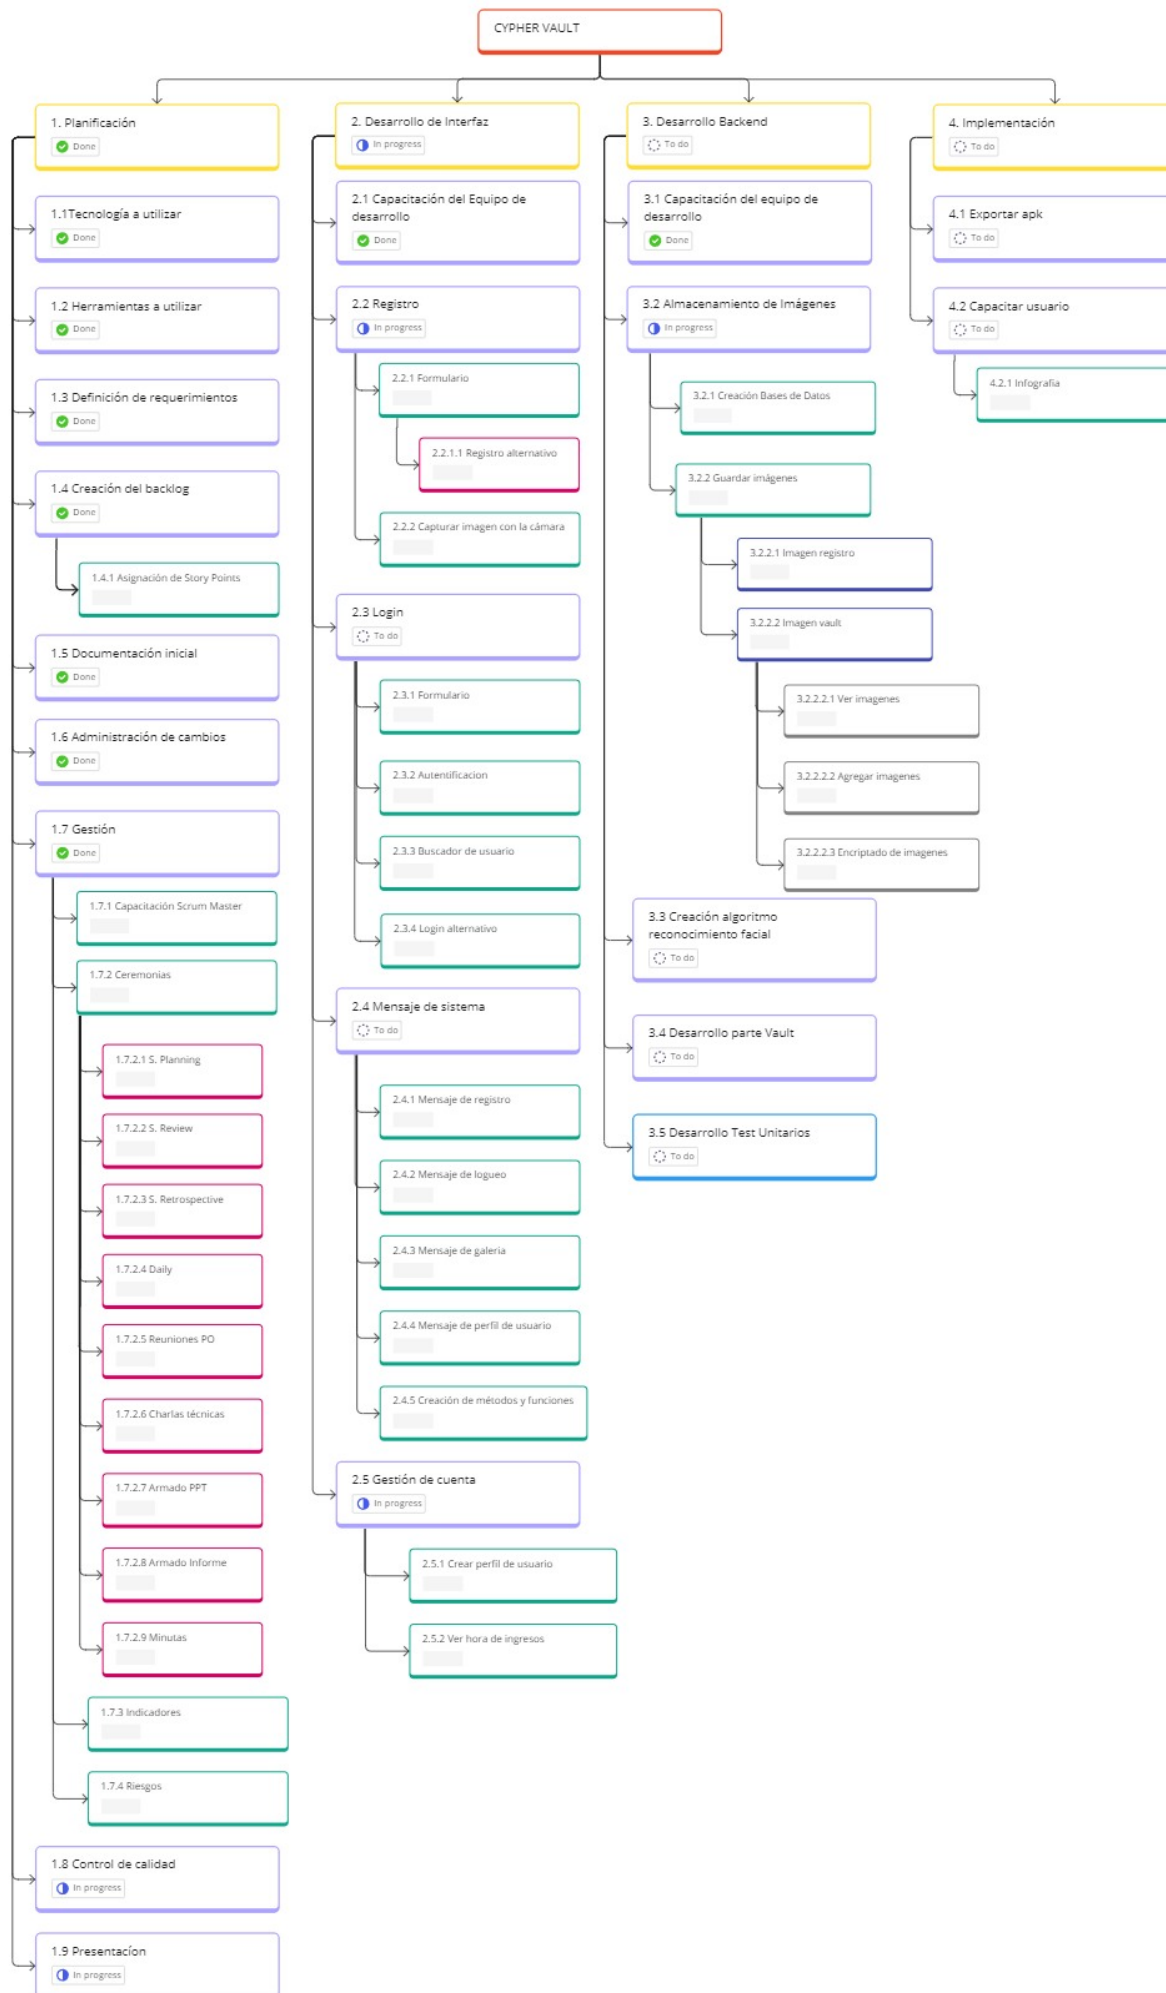 CYPHER VAULT
1. Planificación
Done
1.1Tecnología a utilizar
Done
1.2 Herramientas a utilizar
Done
1.3 Definición de requerimientos
Done
1.4 Creación del backlog
Done
1.4.1 Asignación de Story Points
1.5 Documentación inicial
Done
1.6 Administración de cambios
Done
1.7 Gestión
Done
1.7.1 Capacitación Scrum Master
1.7.2 Ceremonias
1.7.2.1 S. Planning
1.7.2.2 S. Review
1.7.2.3 S. Retrospective
1.7.2.4 Daily
1.7.2.5 Reuniones PO
1.7.2.6 Charlas técnicas
1.7.2.7 Armado PPT
1.7.2.8 Armado Informe
1.7.2.9 Minutas
1.7.3 Indicadores
1.7.4 Riesgos
1.8 Control de calidad
In progress
1.9 Presentacíon
In progress
2. Desarrollo de Interfaz
In progress
2.1 Capacitación del Equipo de
desarrollo
Done
2.2 Registro
In progress
2.2.1 Formulario
2.2.1.1 Registro alternativo
2.2.2 Capturar imagen con la cámara
2.3 Login
To do
2.3.1 Formulario
2.3.2 Autentificacion
2.3.3 Buscador de usuario
2.3.4 Login alternativo
2.4 Mensaje de sistema
To do
2.4.1 Mensaje de registro
2.4.2 Mensaje de logueo
2.4.3 Mensaje de galeria
2.4.4 Mensaje de perfil de usuario
2.4.5 Creación de métodos y funciones
2.5 Gestión de cuenta
In progress
2.5.1 Crear perfil de usuario
2.5.2 Ver hora de ingresos
3. Desarrollo Backend
To do
3.1 Capacitación del equipo de
desarrollo
Done
3.2 Almacenamiento de Imágenes
In progress
3.2.1 Creación Bases de Datos
3.2.2 Guardar imágenes
3.2.2.1 Imagen registro
3.2.2.2 Imagen vault
3.2.2.2.1 Ver imagenes
3.2.2.2.2 Agregar imagenes
3.2.2.2.3 Encriptado de imagenes
3.3 Creación algoritmo
reconocimiento facial
To do
3.4 Desarrollo parte Vault
To do
3.5 Desarrollo Test Unitarios
To do
4. Implementación
To do
4.1 Exportar apk
To do
4.2 Capacitar usuario
To do
4.2.1 Infografia